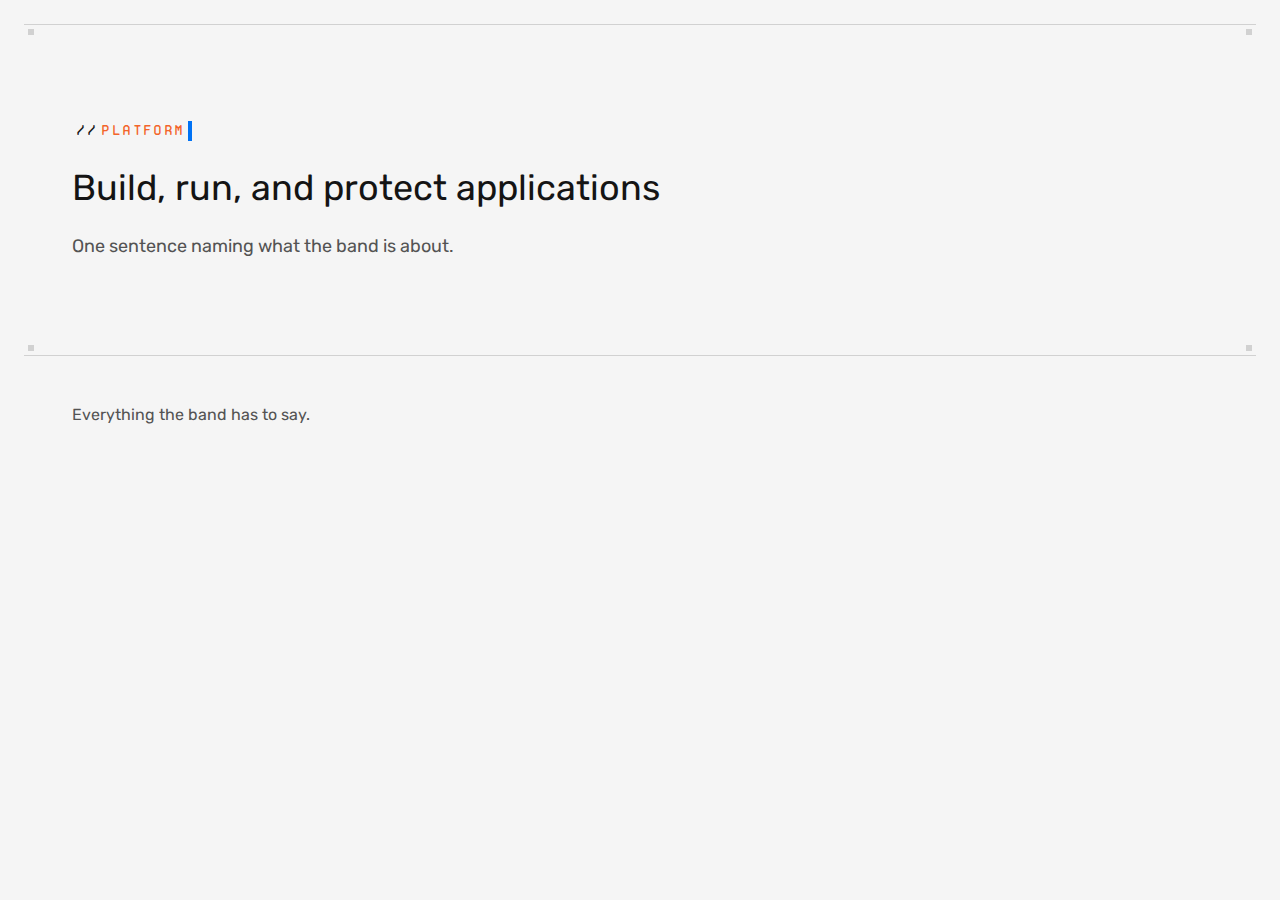 //PLATFORM
Build, run, and protect applications
One sentence naming what the band is about.
Everything the band has to say.